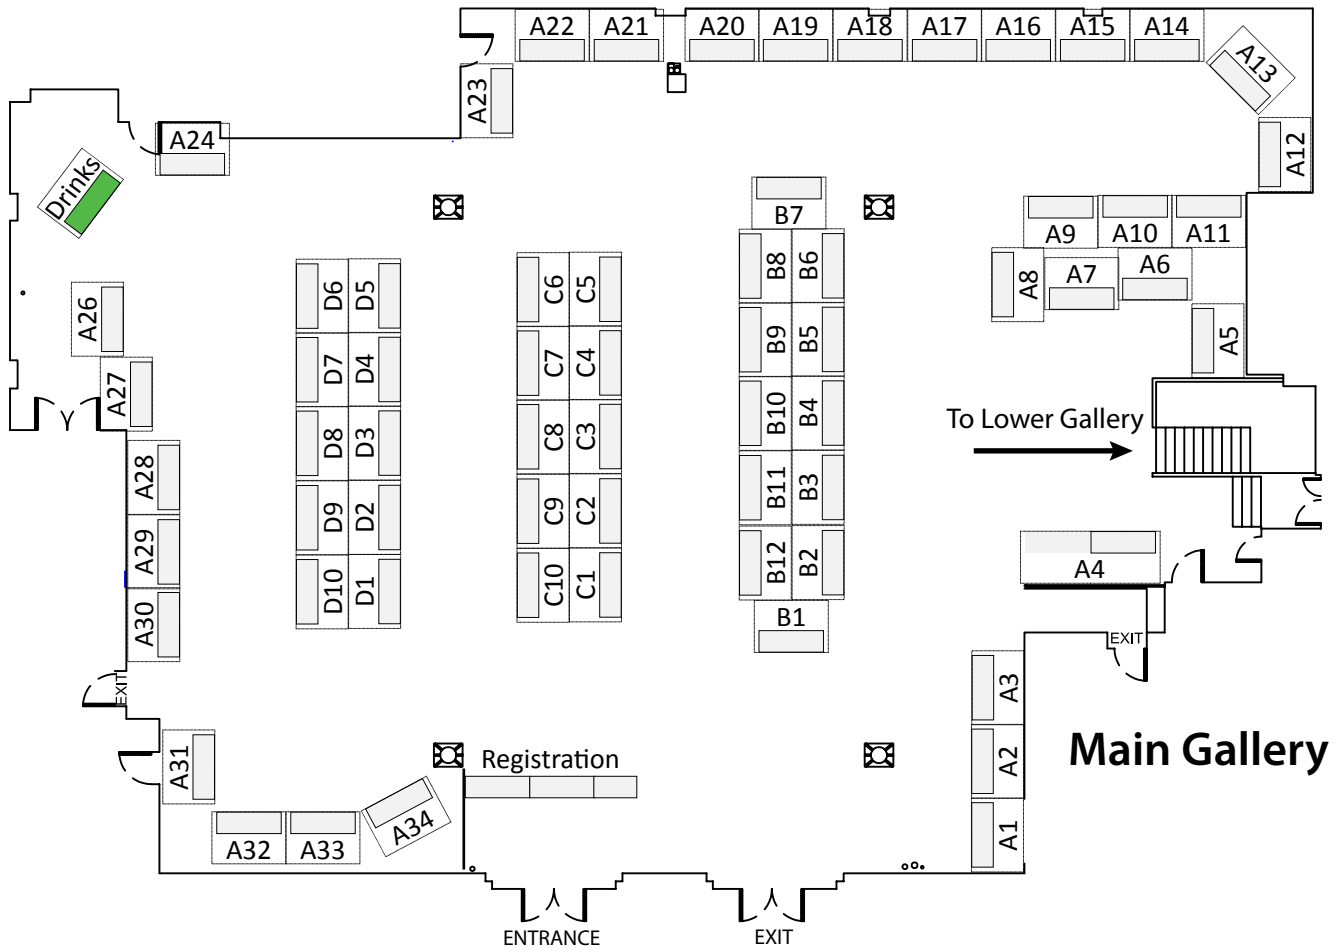 A22
A21
A20
A19
A18
A17
A16
A15
A14
A13
A23
A24
A12
Drinks
B7
A9
A10
A11
D6
D5
C6
C5
B8
B6
A8
A7
A6
A26
A5
D7
D4
C7
C4
B9
B5
A27
D8
D3
C8
C3
B10
B4
To Lower Gallery
A28
D9
D2
C9
C2
B11
B3
A29
D10
D1
C10
C1
B12
B2
A4
A30
B1
EXIT
EXIT
A3
Main Gallery
A31
Registration
A2
A32
A33
A34
A1
ENTRANCE
EXIT